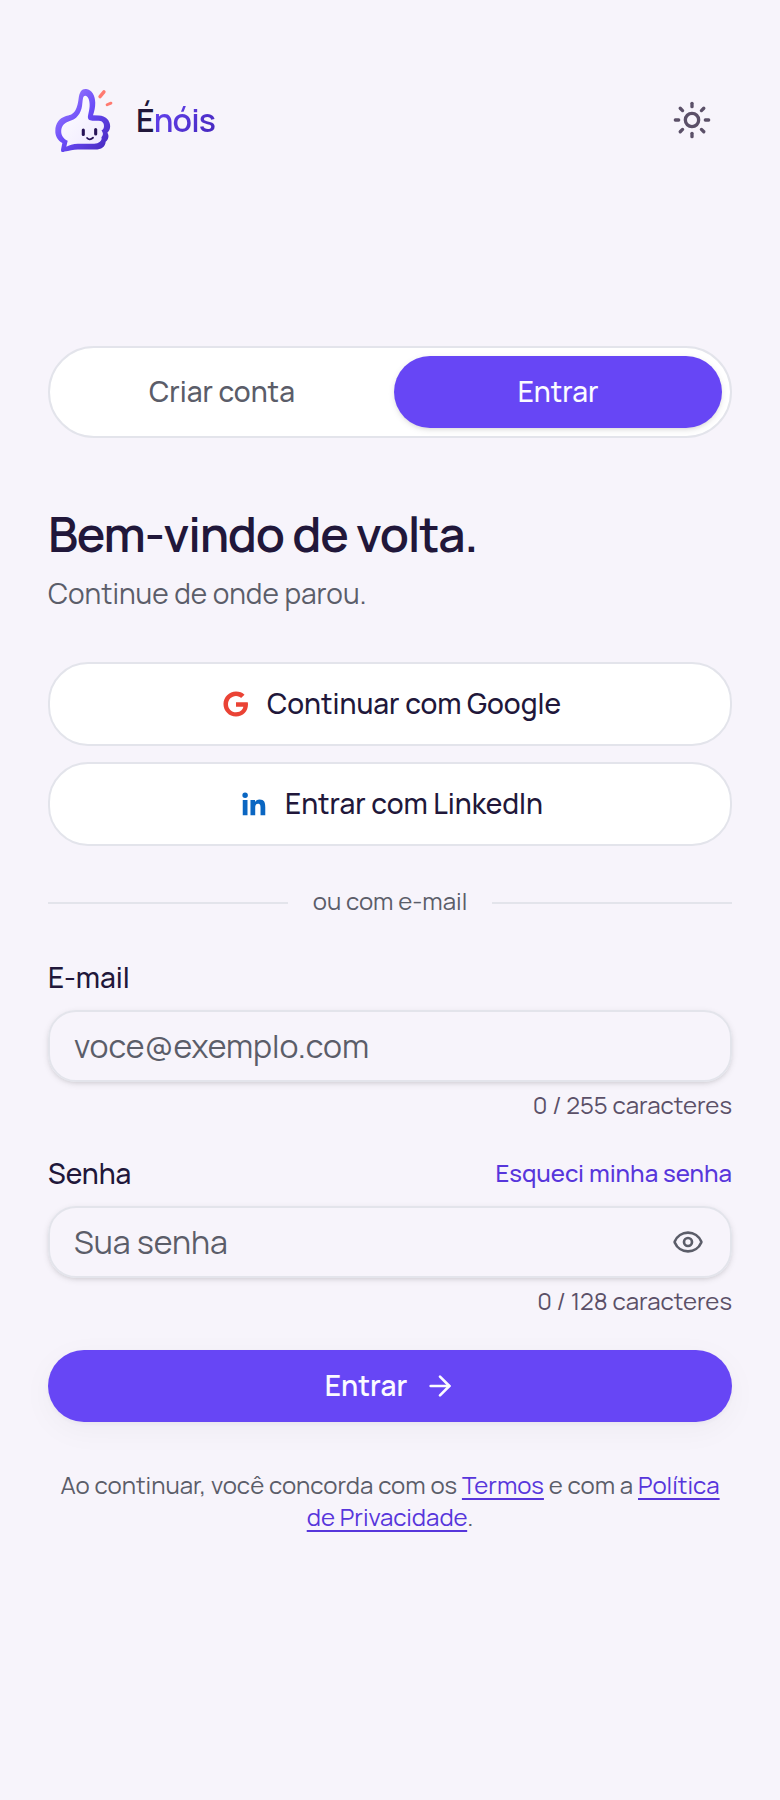 Énóis
Criar conta
Entrar
Bem-vindo de volta.
Continue de onde parou.
Continuar com Google
Entrar com LinkedIn
ou com e-mail
E-mail
voce@exemplo.com
0 / 255 caracteres
Senha
Esqueci minha senha
Sua senha
0 / 128 caracteres
Entrar
Ao continuar, você concorda com os Termos e com a Política
de Privacidade.